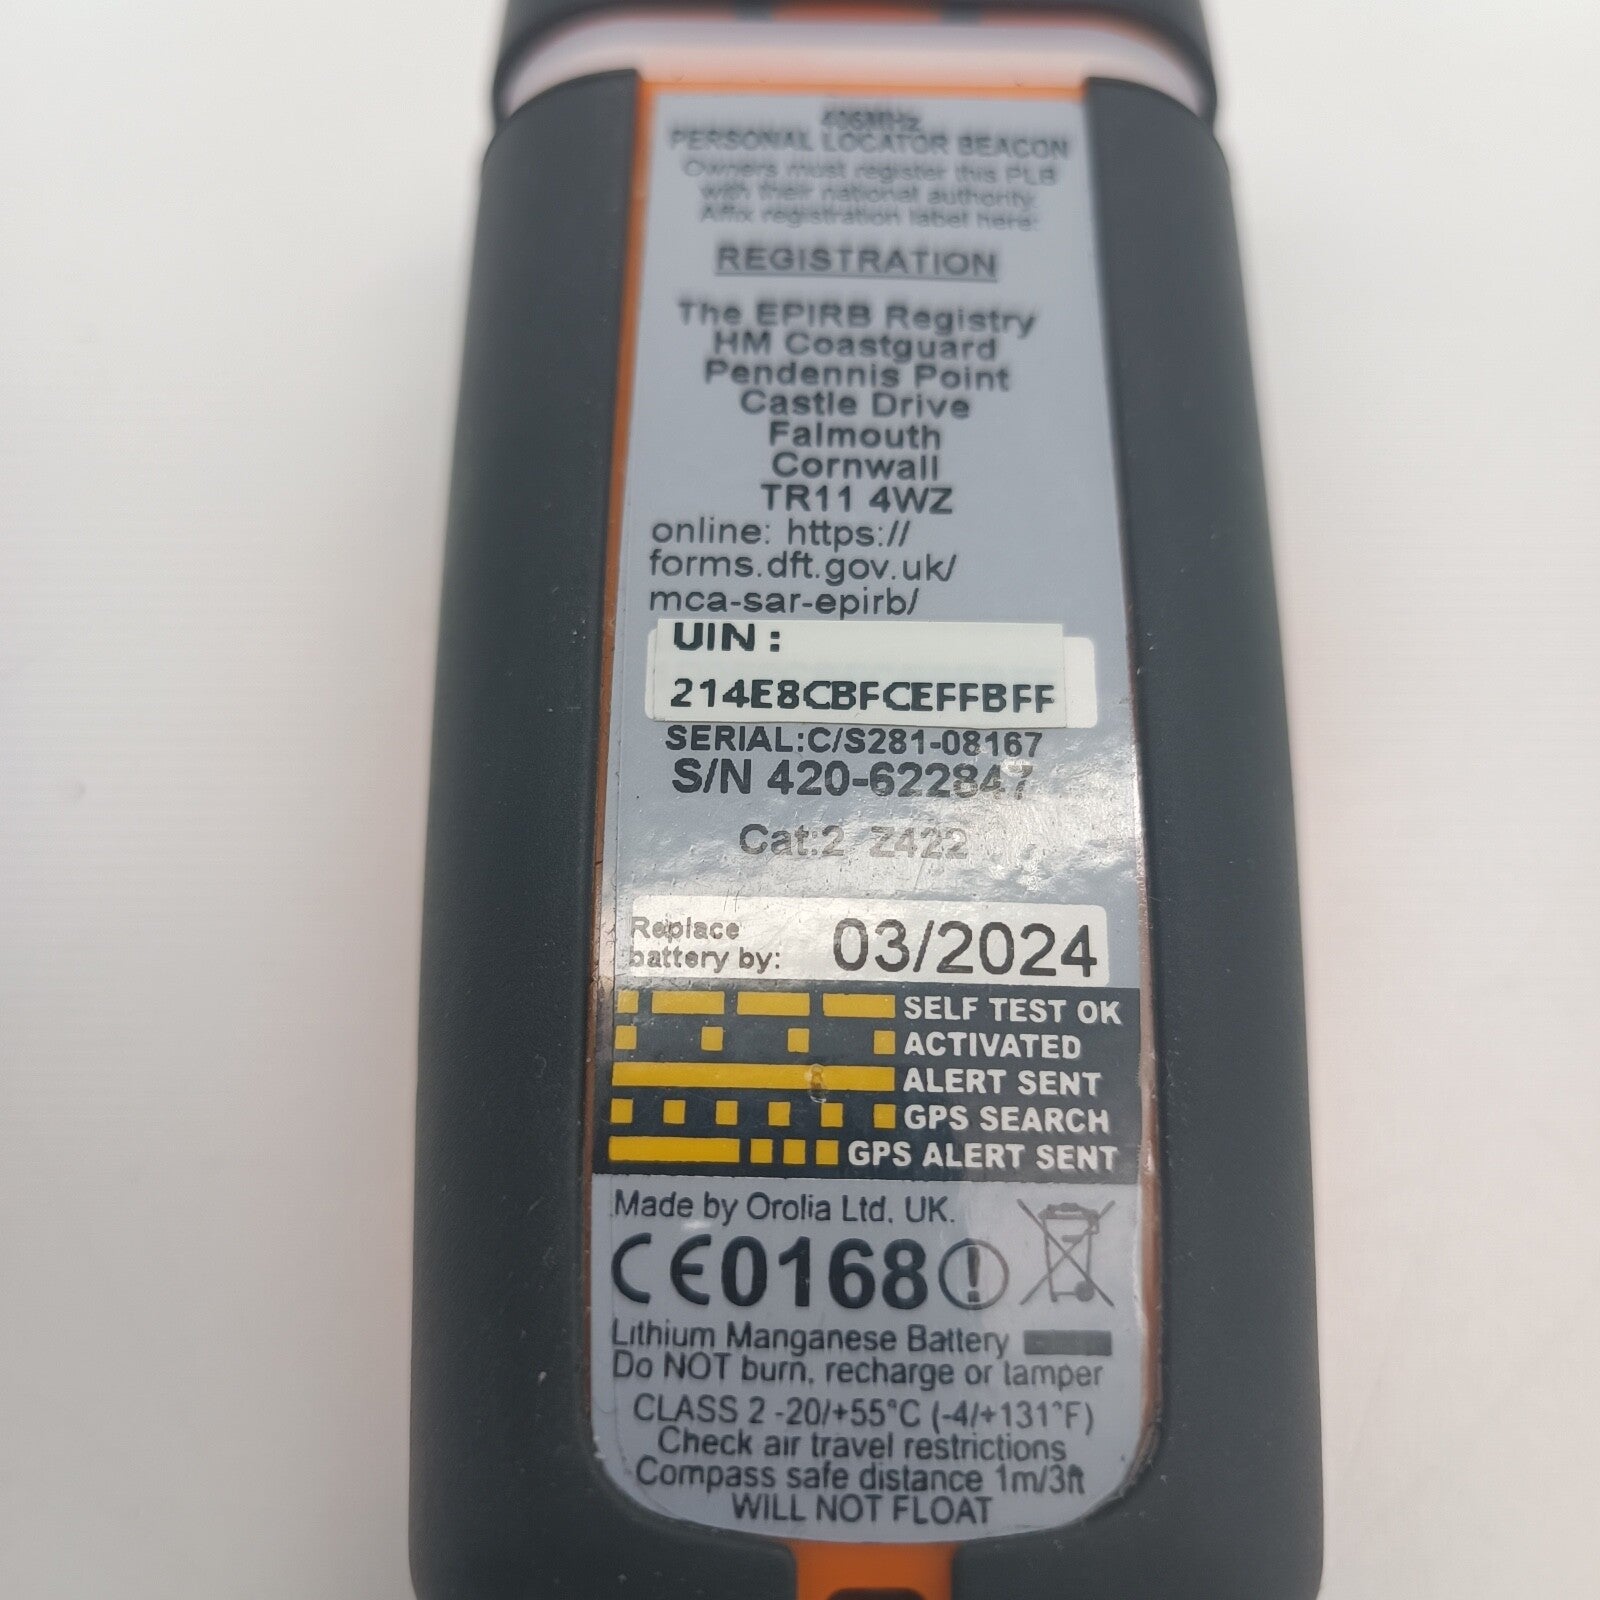 406MHz
PERSONAL LOCATOR BEACON
Owners must register this PLB
with their national authority.
Affix registration label here:
REGISTRATION
The EPIRB Registry
HM Coastguard
Pendennis Point
Castle Drive
Falmouth
Cornwall
TR11 4WZ
online: https://
forms.dft.gov.uk/
mca-sar-epirb/
UIN :
214E8CBFCEFFBFF
SERIAL:C/S281-08167
S/N 420-622847
Cat:2 Z422
Replace
battery by: 03/2024
SELF TEST OK
ACTIVATED
ALERT SENT
GPS SEARCH
GPS ALERT SENT
Made by Orolia Ltd. UK.
CE0168
Lithium Manganese Battery
Do NOT burn, recharge or tamper
CLASS 2 -20/+55°C (-4/+131°F)
Check air travel restrictions
Compass safe distance 1m/3ft
WILL NOT FLOAT